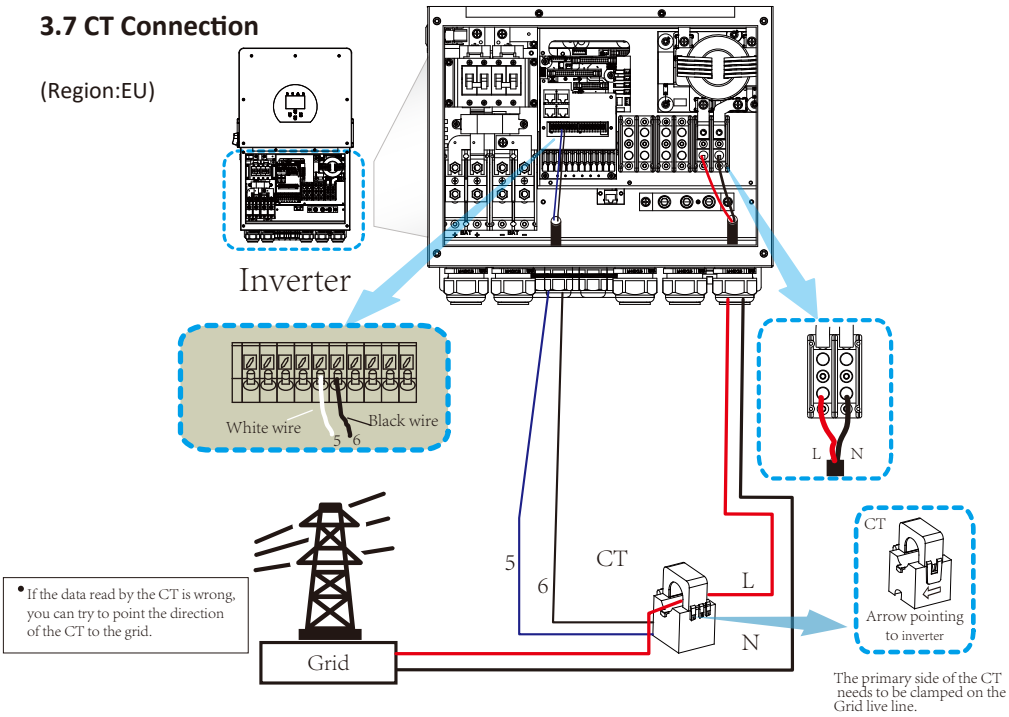 3.7 CT Connection
(Region:EU)
+ BAT + - BAT -
Inverter
White wire
Black wire
5 6
L N
5
6
CT
L
N
CT
Arrow pointing
to inverter
• If the data read by the CT is wrong,
you can try to point the direction
of the CT to the grid.
Grid
The primary side of the CT
needs to be clamped on the
Grid live line.